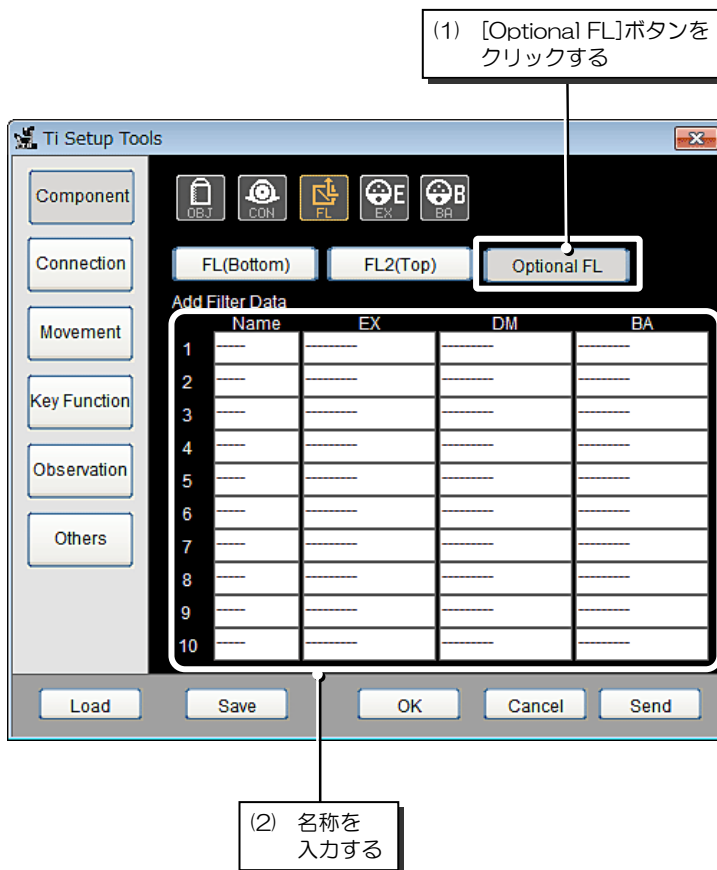 (1) [Optional FL]ボタンを
クリックする
Ti Setup Tools
Component
OBJ CON FL E EX B BA
Connection
FL(Bottom) FL2(Top) Optional FL
Add Filter Data
Name EX DM BA
Movement
1 ----- --------- --------- ---------
2 ----- --------- --------- ---------
Key Function
3 ----- --------- --------- ---------
4 ----- --------- --------- ---------
Observation
5 ----- --------- --------- ---------
6 ----- --------- --------- ---------
Others
7 ----- --------- --------- ---------
8 ----- --------- --------- ---------
9 ----- --------- --------- ---------
10 ----- --------- --------- ---------
Load Save OK Cancel Send
(2) 名称を
入力する